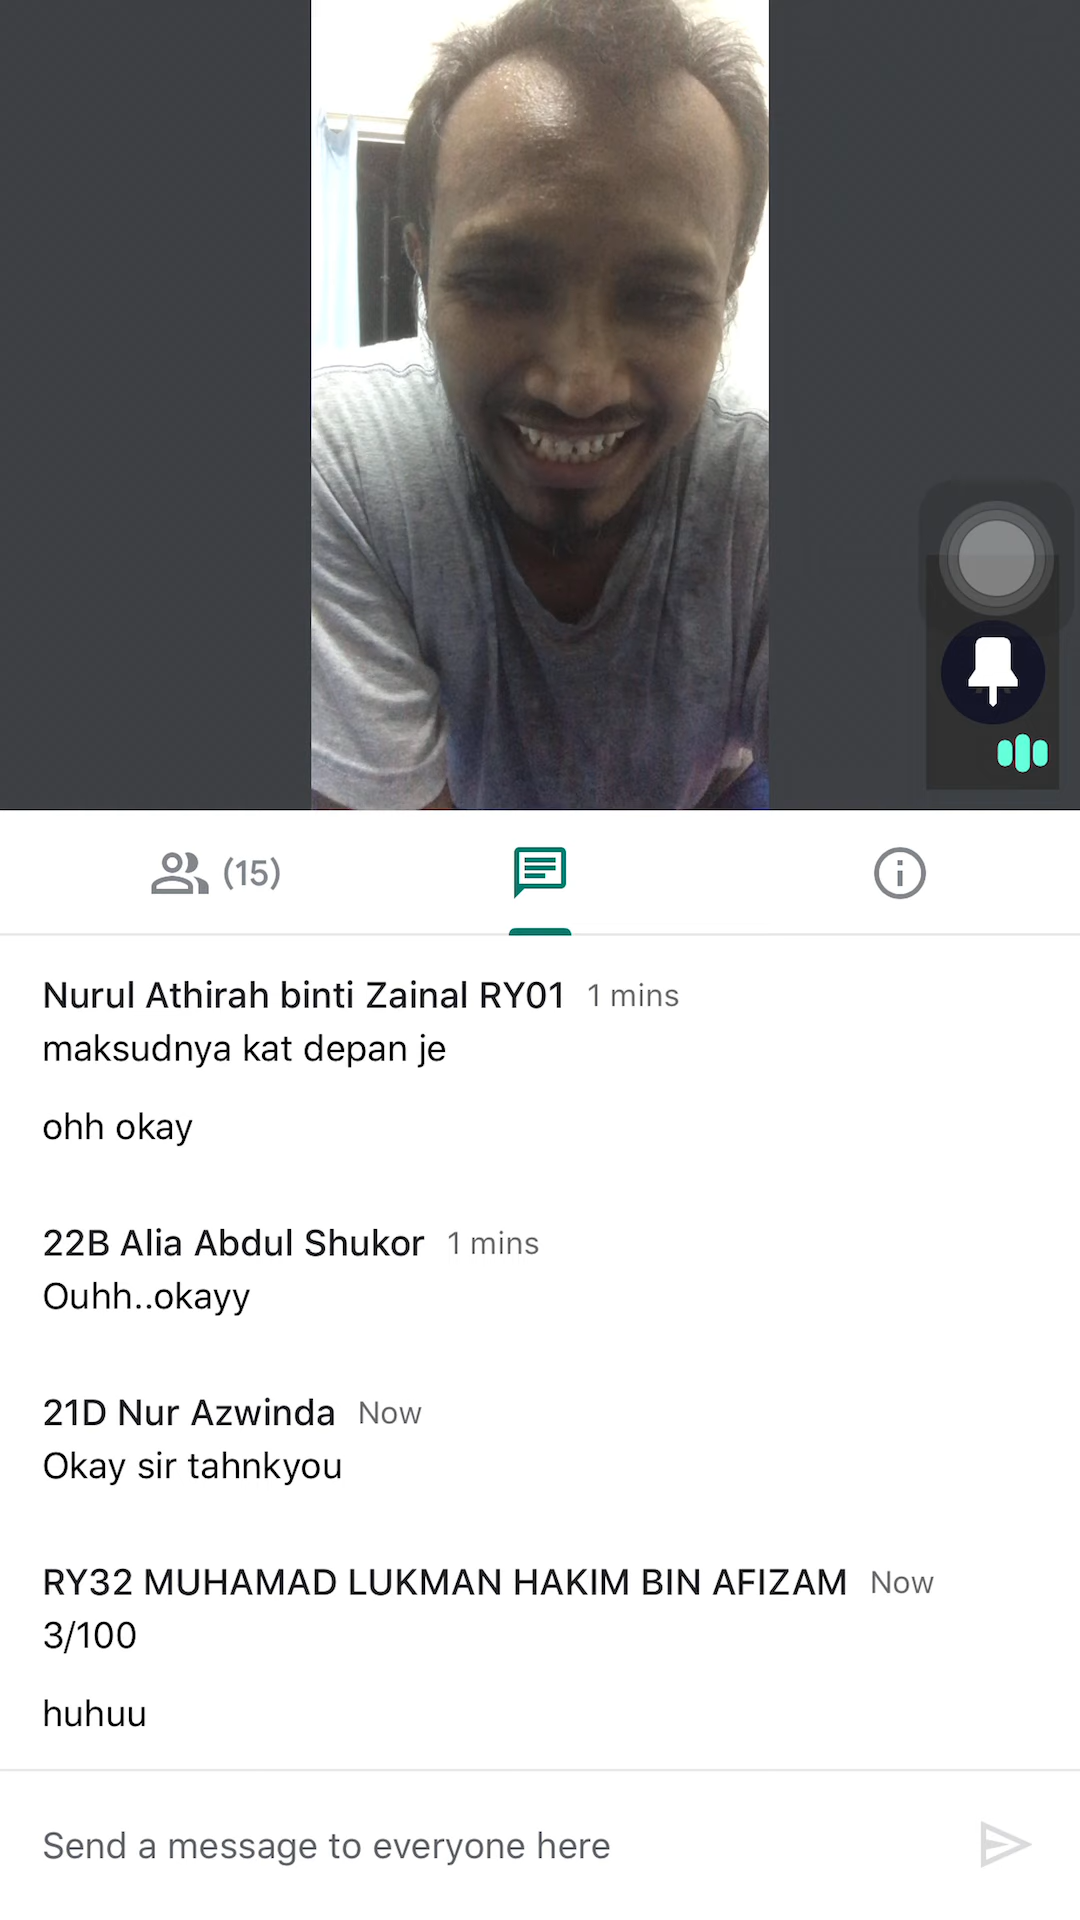 (15)
Nurul Athirah binti Zainal RY01 1 mins
maksudnya kat depan je
ohh okay
22B Alia Abdul Shukor 1 mins
Ouhh..okayy
21D Nur Azwinda Now
Okay sir tahnkyou
RY32 MUHAMAD LUKMAN HAKIM BIN AFIZAM Now
3/100
huhuu
Send a message to everyone here